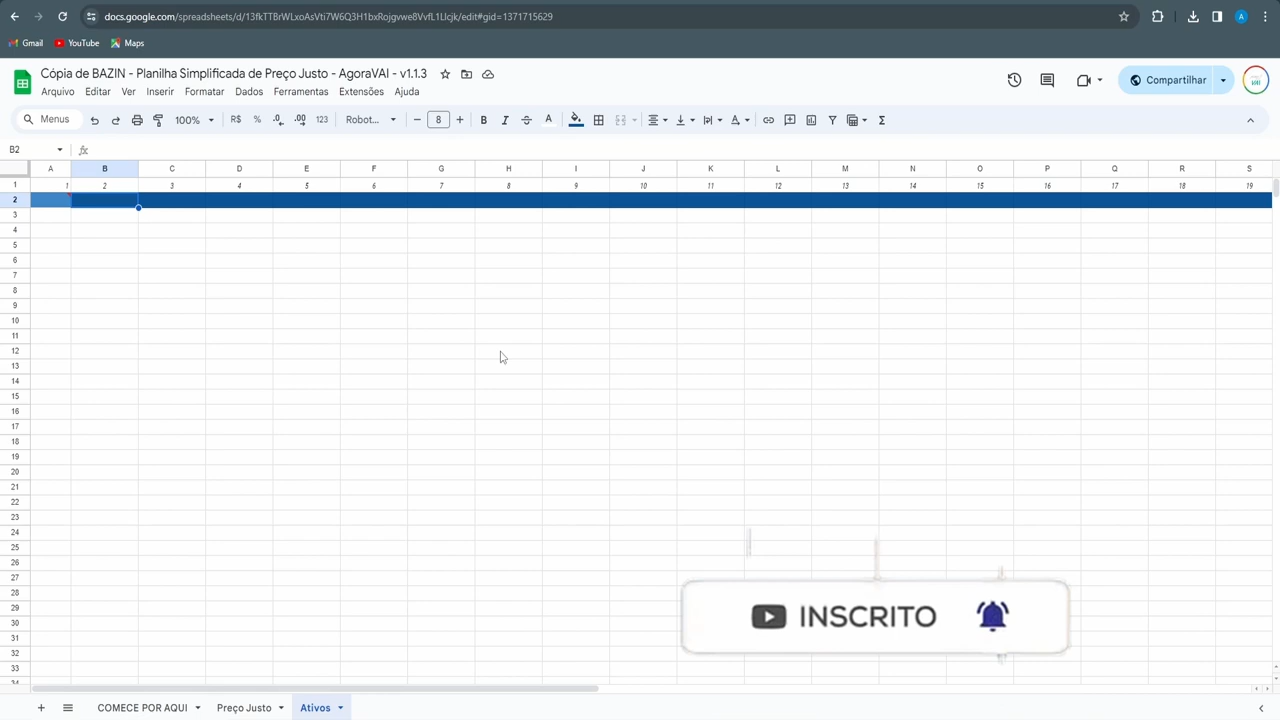 docs.google.com/spreadsheets/d/13fkTTBrWLxoAsVti7W6Q3H1bxRojgvwe8VvfL1LIcjk/edit#gid=1371715629
A
Gmail YouTube Maps
Cópia de BAZIN - Planilha Simplificada de Preço Justo - AgoraVAI - v1.1.3
Arquivo Editar Ver Inserir Formatar Dados Ferramentas Extensões Ajuda
Compartilhar
Menus 100% R$ % .0 .00 123 Robot... 8 B I A
B2 fx
A B C D E F G H I J K L M N O P Q R S
1 1 2 3 4 5 6 7 8 9 10 11 12 13 14 15 16 17 18 19
2
3
4
5
6
7
8
9
10
11
12
13
14
15
16
17
18
19
20
21
22
23
24
25
26
27
28
29
30
31
32
33
34
INSCRITO
COMECE POR AQUI Preço Justo Ativos